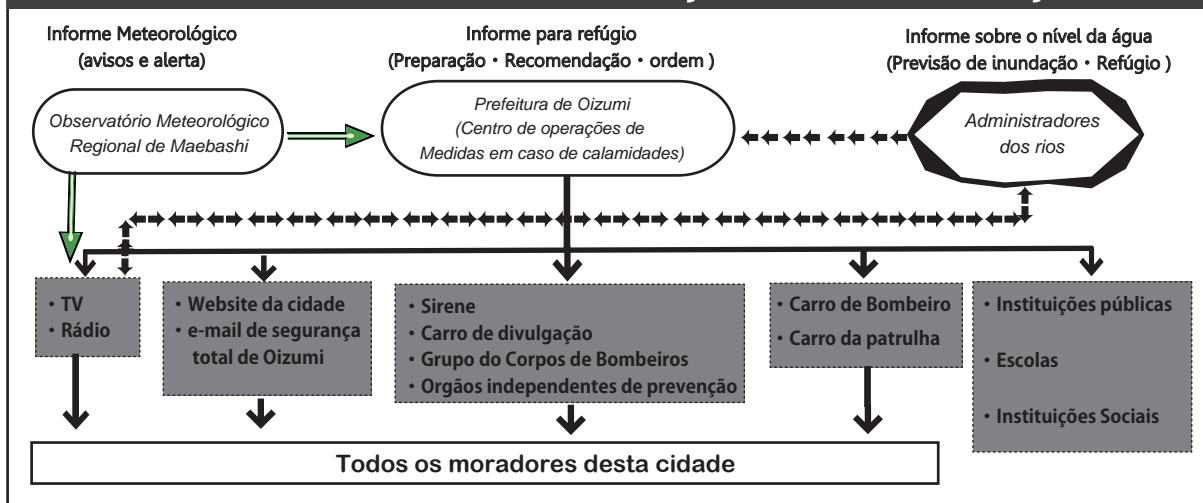 Informe Meteorológico
(avisos e alerta)
Informe para refúgio
(Preparação・Recomendação・ordem )
Informe sobre o nível da água
(Previsão de inundação・Refúgio )
Observatório Meteorológico
Regional de Maebashi
Prefeitura de Oizumi
(Centro de operações de
Medidas em caso de calamidades)
Administradores
dos rios
・TV
・Rádio
・Website da cidade
・e-mail de segurança
total de Oizumi
・Sirene
・Carro de divulgação
・Grupo do Corpos de Bombeiros
・Orgãos independentes de prevenção
・Carro de Bombeiro
・Carro da patrulha
・Instituições públicas
・Escolas
・Instituições Sociais
Todos os moradores desta cidade